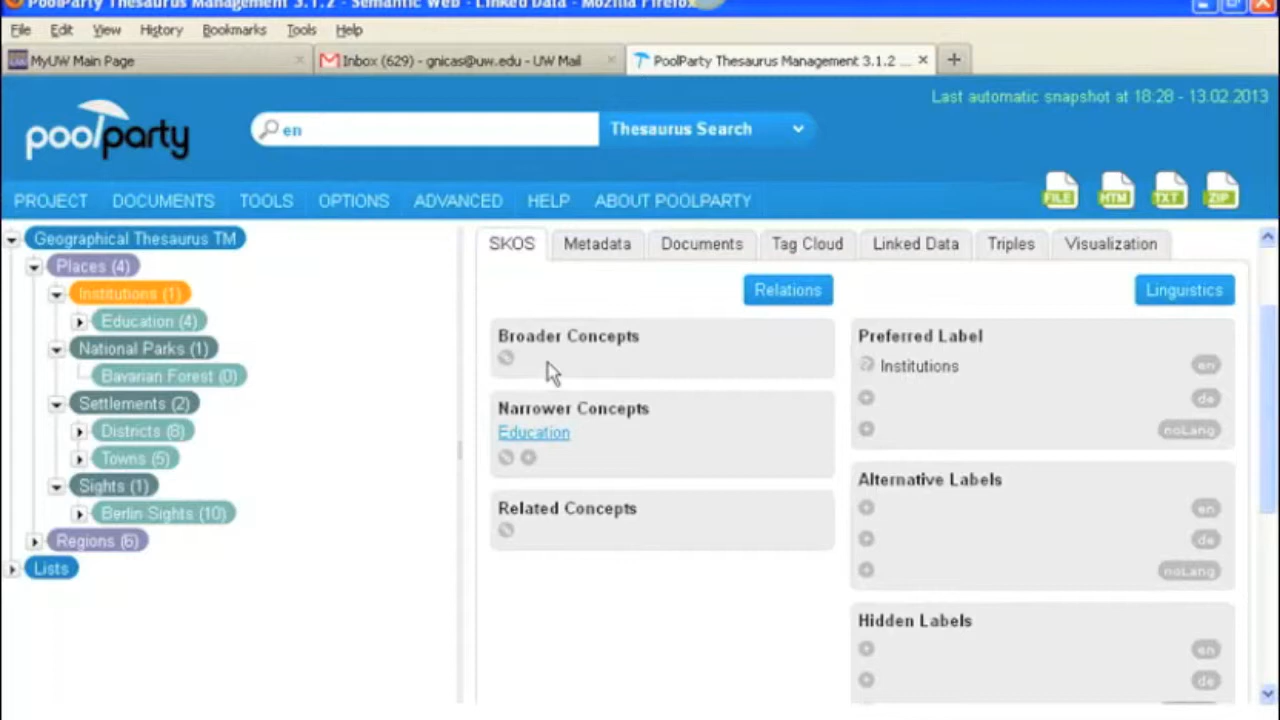 PoolParty Thesaurus Management 3.1.2 - Semantic Web - Linked Data - Mozilla Firefox
File Edit View History Bookmarks Tools Help
MyUW Main Page
Inbox (629) - gnicas@uw.edu - UW Mail
PoolParty Thesaurus Management 3.1.2 ...
Last automatic snapshot at 18:28 - 13.02.2013
poolparty
en
Thesaurus Search
PROJECT DOCUMENTS TOOLS OPTIONS ADVANCED HELP ABOUT POOLPARTY
FILE HTM TXT ZIP
Geographical Thesaurus TM
Places (4)
Institutions (1)
Education (4)
National Parks (1)
Bavarian Forest (0)
Settlements (2)
Districts (8)
Towns (5)
Sights (1)
Berlin Sights (10)
Regions (6)
Lists
SKOS Metadata Documents Tag Cloud Linked Data Triples Visualization
Relations
Broader Concepts
Narrower Concepts
Education
Related Concepts
Linguistics
Preferred Label
Institutions en
de
noLang
Alternative Labels
en
de
noLang
Hidden Labels
en
de